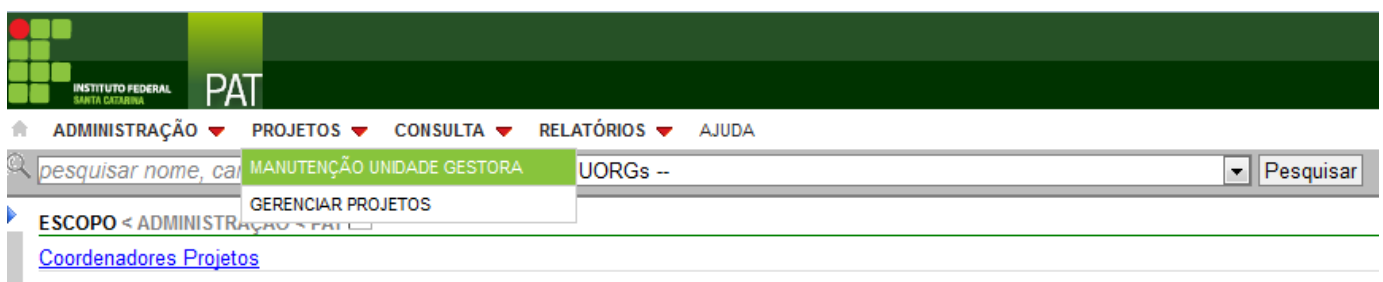 INSTITUTO FEDERAL
SANTA CATARINA
PAT
ADMINISTRAÇÃO PROJETOS CONSULTA RELATÓRIOS AJUDA
pesquisar nome, car UORGs -- Pesquisar
MANUTENÇÃO UNIDADE GESTORA
GERENCIAR PROJETOS
ESCOPO < ADMINISTRAÇÃO < PAT
Coordenadores Projetos